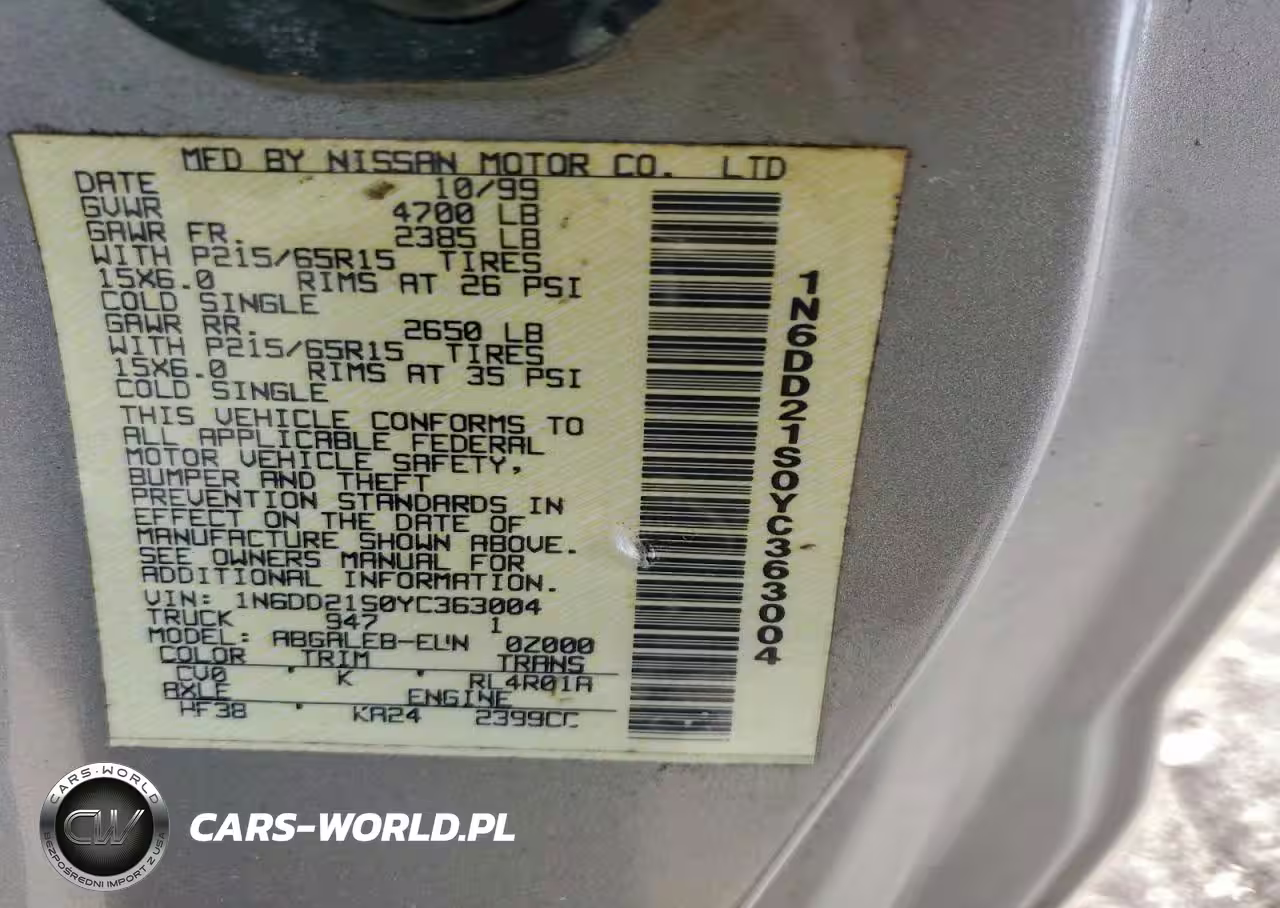 MFD BY NISSAN MOTOR CO. LTD
DATE 10/99
GVWR 4700 LB
GAWR FR. 2385 LB
WITH P215/65R15 TIRES
15X6.0 RIMS AT 26 PSI
COLD SINGLE
GAWR RR. 2650 LB
WITH P215/65R15 TIRES
15X6.0 RIMS AT 35 PSI
COLD SINGLE
THIS VEHICLE CONFORMS TO
ALL APPLICABLE FEDERAL
MOTOR VEHICLE SAFETY,
BUMPER AND THEFT
PREVENTION STANDARDS IN
EFFECT ON THE DATE OF
MANUFACTURE SHOWN ABOVE.
SEE OWNERS MANUAL FOR
ADDITIONAL INFORMATION.
VIN: 1N6DD21S0YC363004
TRUCK 947 1
MODEL: 0Z000
COLOR TRIM TRANS
CV0 K RL4R01A
AXLE ENGINE
HF38 KA24 2399CC
1N6DD21S0YC363004
CARS-WORLD
CW
BEZPOŚREDNI IMPORT Z USA
CARS-WORLD.PL